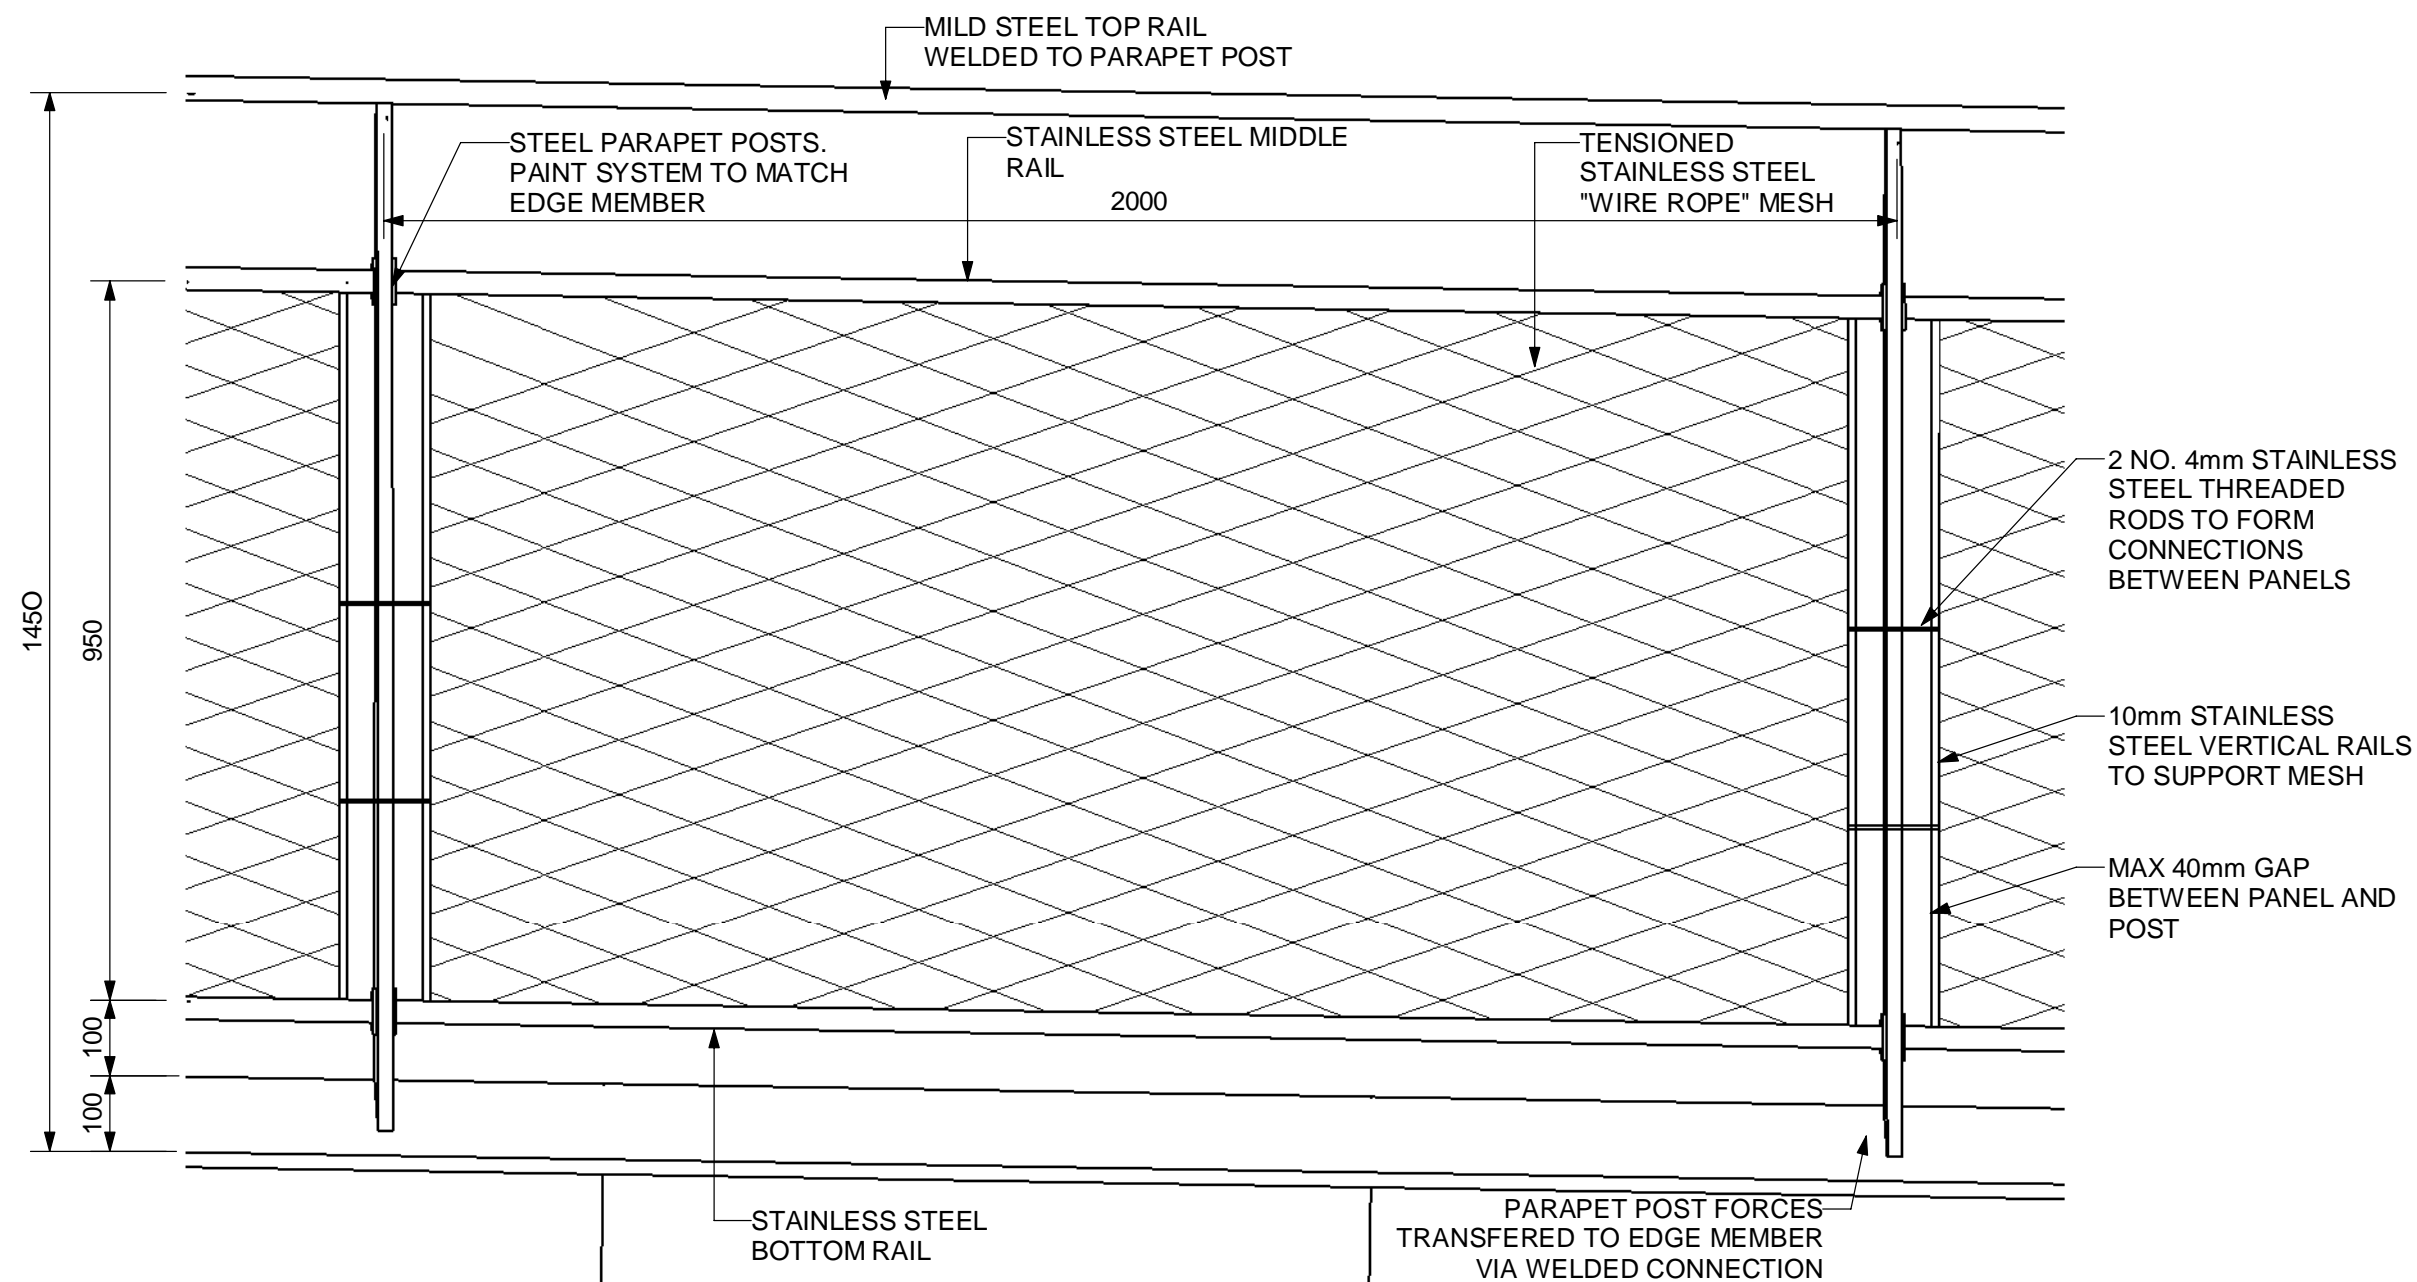 MILD STEEL TOP RAIL
WELDED TO PARAPET POST
STEEL PARAPET POSTS.
PAINT SYSTEM TO MATCH
EDGE MEMBER
STAINLESS STEEL MIDDLE
RAIL
TENSIONED
STAINLESS STEEL
"WIRE ROPE" MESH
2000
2 NO. 4mm STAINLESS
STEEL THREADED
RODS TO FORM
CONNECTIONS
BETWEEN PANELS
145O
950
10mm STAINLESS
STEEL VERTICAL RAILS
TO SUPPORT MESH
MAX 40mm GAP
BETWEEN PANEL AND
POST
100
100
STAINLESS STEEL
BOTTOM RAIL
PARAPET POST FORCES
TRANSFERED TO EDGE MEMBER
VIA WELDED CONNECTION